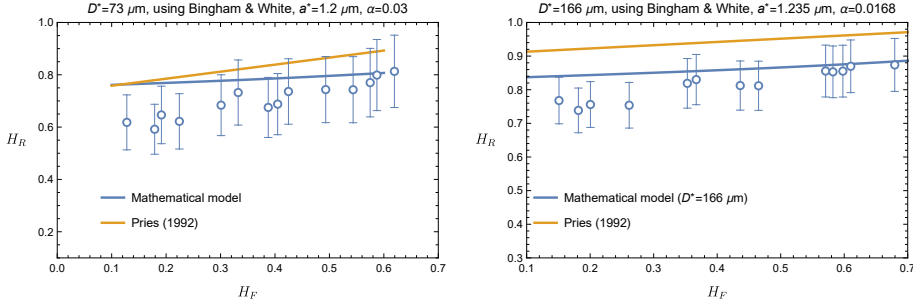 D*=73 μm, using Bingham & White, a*=1.2 μm, α=0.03
1.0
0.8
0.6
0.4
0.2
0.0
0.1
0.2
0.3
0.4
0.5
0.6
0.7
H_R
H_F
Mathematical model
Pries (1992)
D*=166 μm, using Bingham & White, a*=1.235 μm, α=0.0168
1.0
0.9
0.8
0.7
0.6
0.5
0.4
0.3
0.1
0.2
0.3
0.4
0.5
0.6
0.7
H_R
H_F
Mathematical model (D*=166 μm)
Pries (1992)